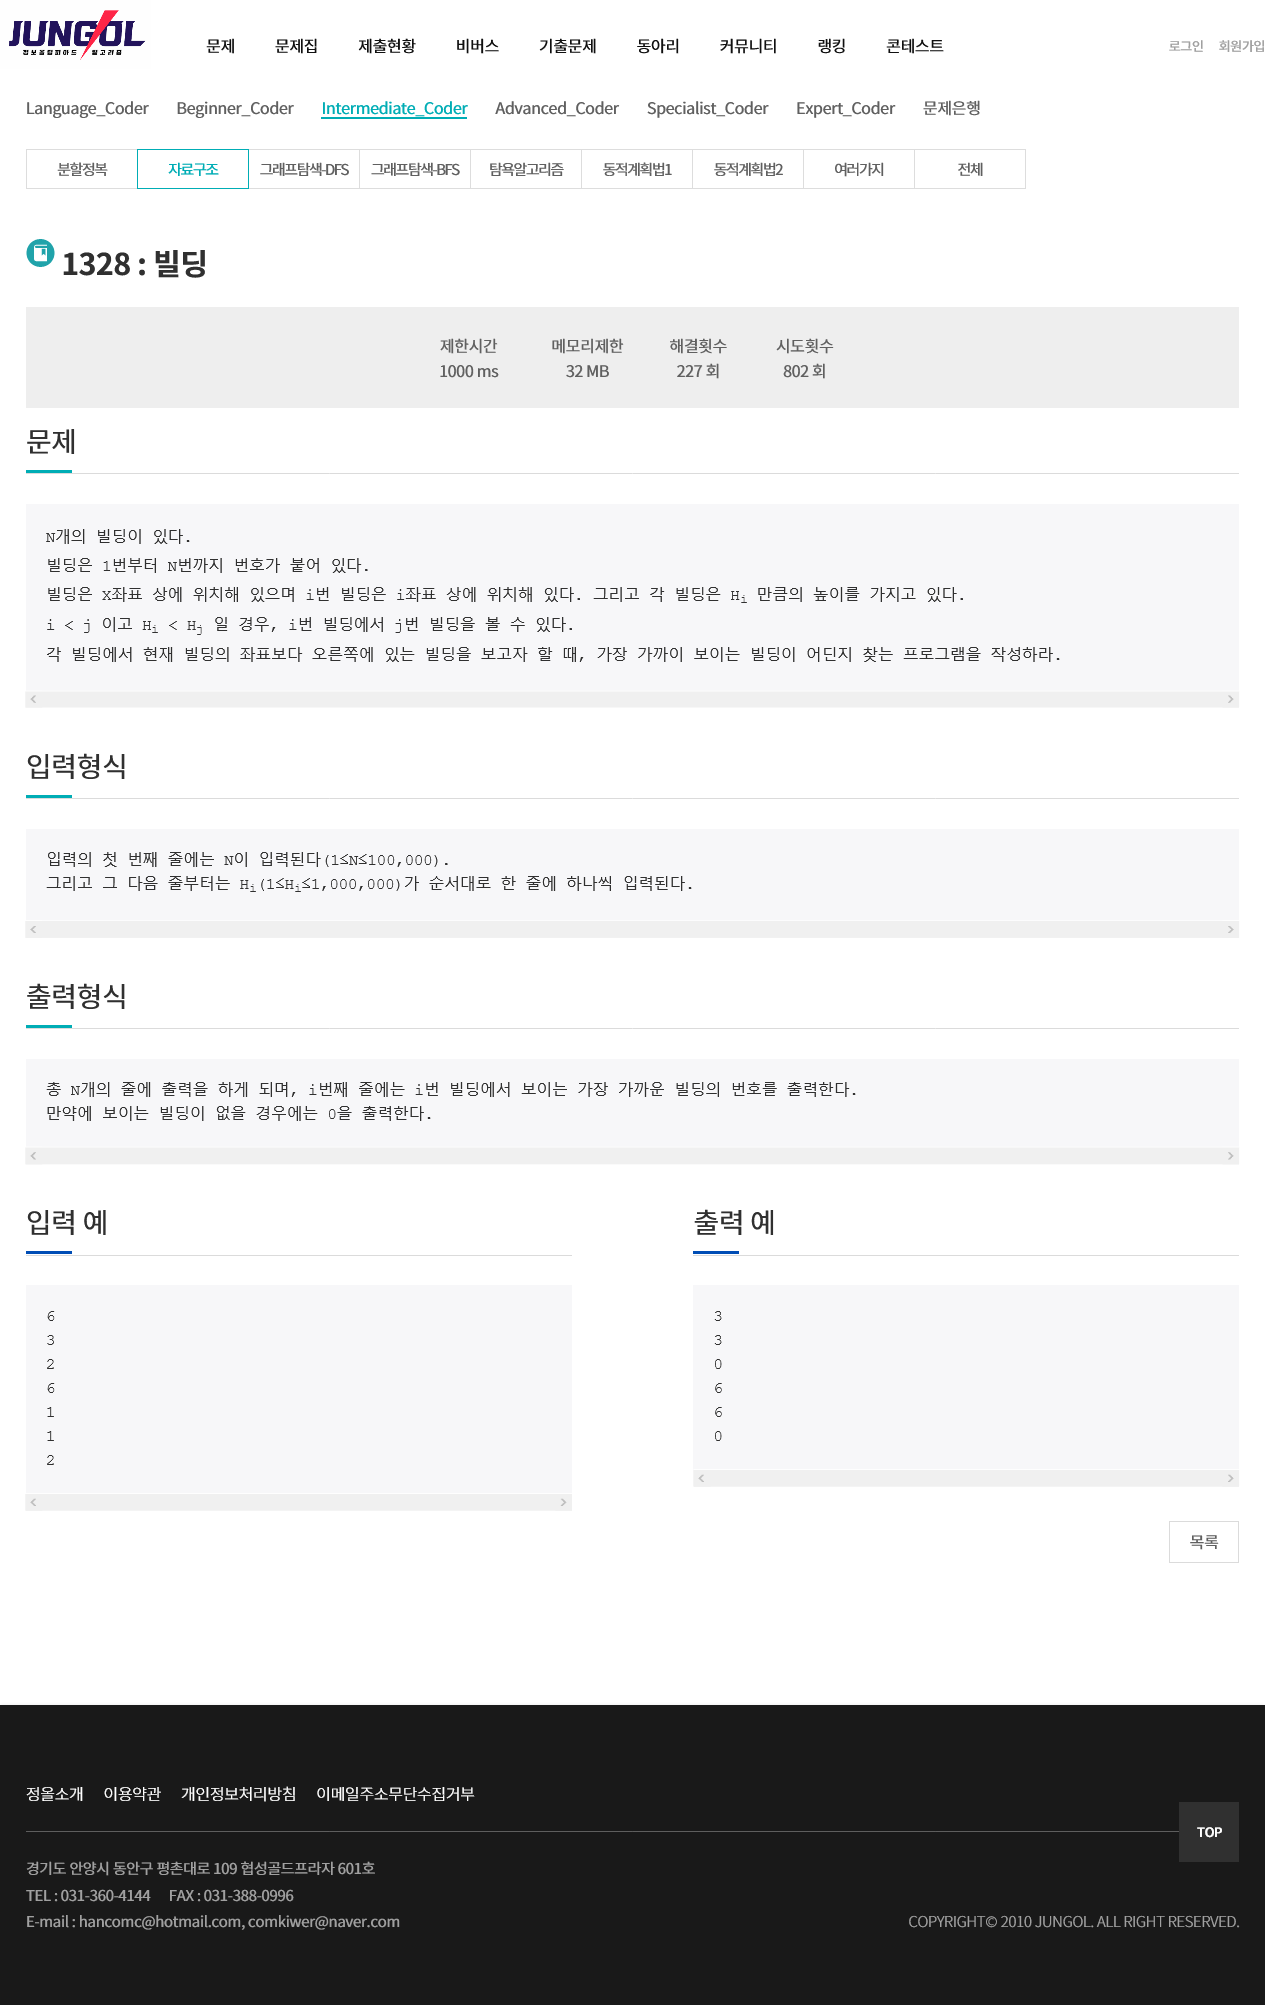 JUNGOL
정보올림피아드 알고리즘
문제 문제집 제출현황 비버스 기출문제 동아리 커뮤니티 랭킹 콘테스트
로그인 회원가입
Language_Coder Beginner_Coder Intermediate_Coder Advanced_Coder Specialist_Coder Expert_Coder 문제은행
분할정복 자료구조 그래프탐색-DFS 그래프탐색-BFS 탐욕알고리즘 동적계획법1 동적계획법2 여러가지 전체
1328 : 빌딩
제한시간 메모리제한 해결횟수 시도횟수
1000 ms 32 MB 227 회 802 회
문제
N개의 빌딩이 있다.
빌딩은 1번부터 N번까지 번호가 붙어 있다.
빌딩은 X좌표 상에 위치해 있으며 i번 빌딩은 i좌표 상에 위치해 있다. 그리고 각 빌딩은 Hi 만큼의 높이를 가지고 있다.
i < j 이고 Hi < Hj 일 경우, i번 빌딩에서 j번 빌딩을 볼 수 있다.
각 빌딩에서 현재 빌딩의 좌표보다 오른쪽에 있는 빌딩을 보고자 할 때, 가장 가까이 보이는 빌딩이 어딘지 찾는 프로그램을 작성하라.
입력형식
입력의 첫 번째 줄에는 N이 입력된다(1≤N≤100,000).
그리고 그 다음 줄부터는 Hi(1≤Hi≤1,000,000)가 순서대로 한 줄에 하나씩 입력된다.
출력형식
총 N개의 줄에 출력을 하게 되며, i번째 줄에는 i번 빌딩에서 보이는 가장 가까운 빌딩의 번호를 출력한다.
만약에 보이는 빌딩이 없을 경우에는 0을 출력한다.
입력 예
6
3
2
6
1
1
2
출력 예
3
3
0
6
6
0
목록
정올소개 이용약관 개인정보처리방침 이메일주소무단수집거부
TOP
경기도 안양시 동안구 평촌대로 109 협성골드프라자 601호
TEL : 031-360-4144 FAX : 031-388-0996
E-mail : hancomc@hotmail.com, comkiwer@naver.com
COPYRIGHT© 2010 JUNGOL. ALL RIGHT RESERVED.